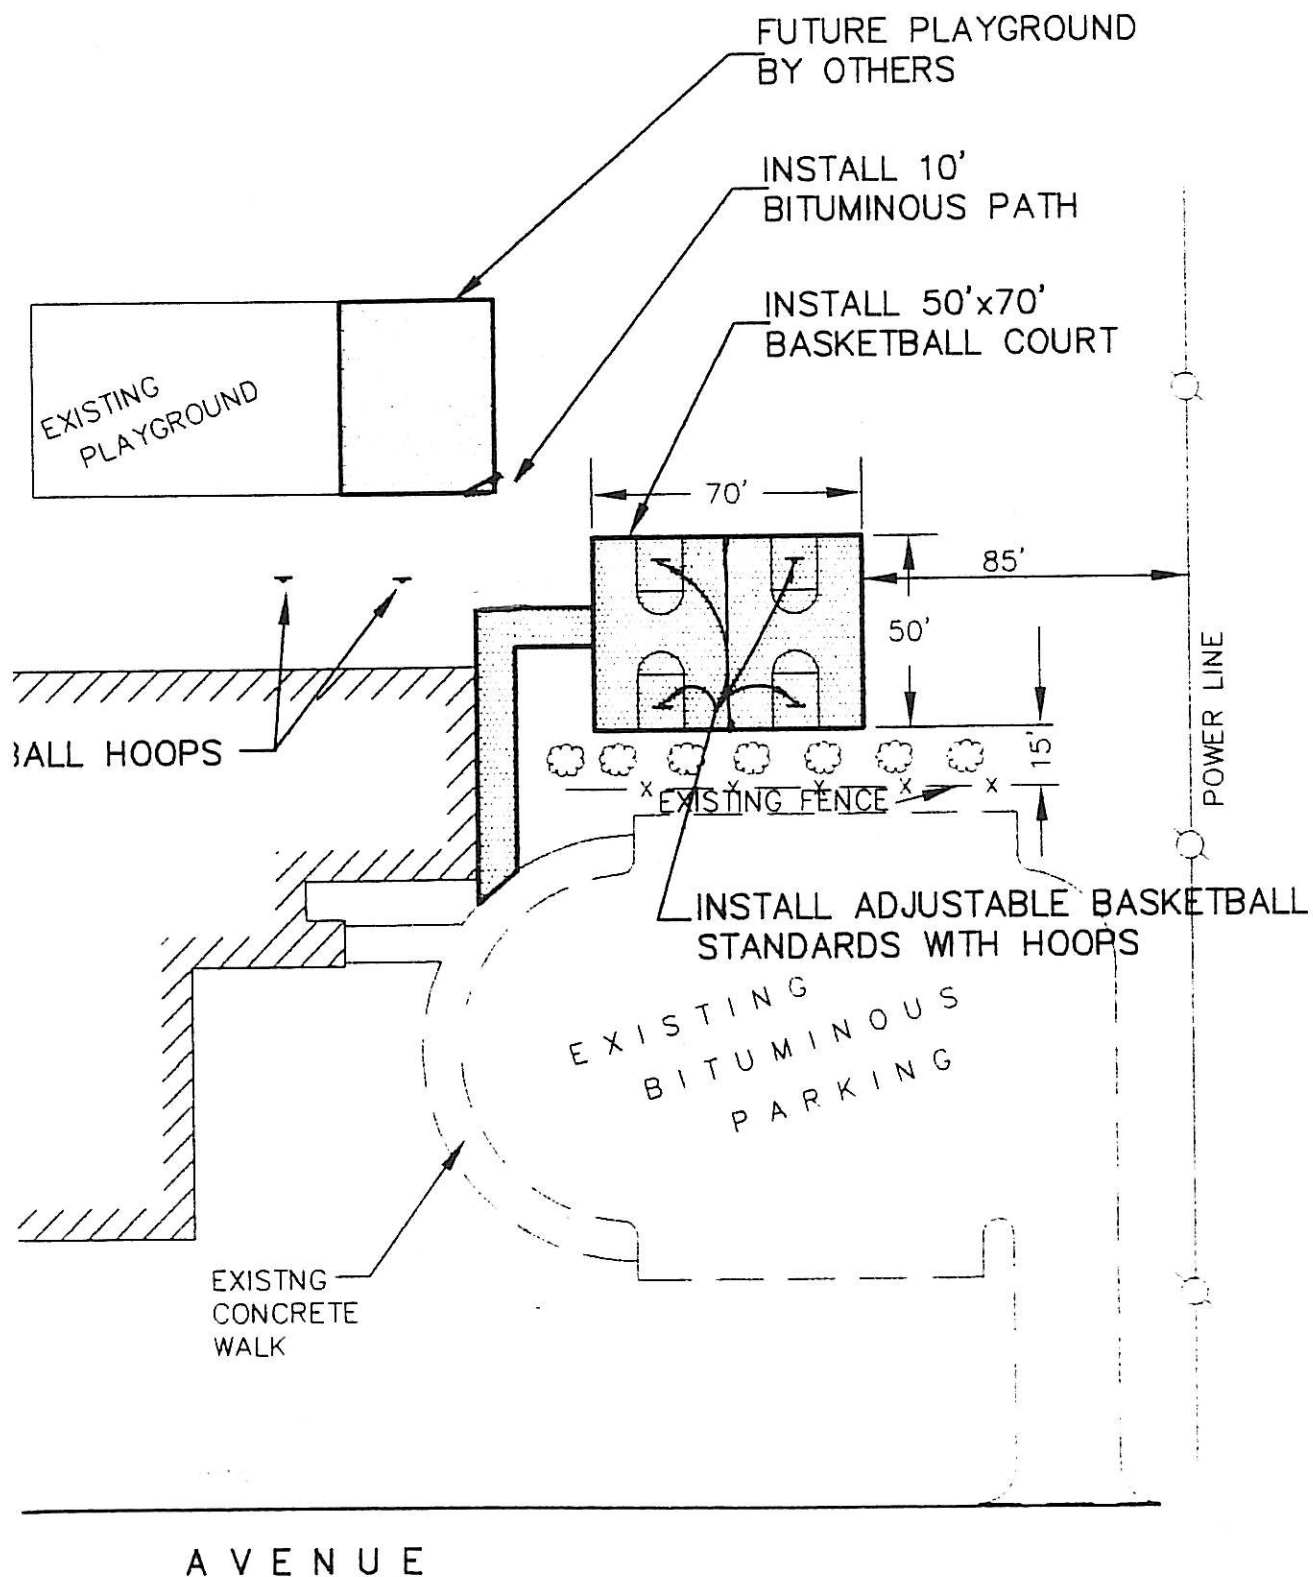 FUTURE PLAYGROUND
BY OTHERS
INSTALL 10'
BITUMINOUS PATH
INSTALL 50'x70'
BASKETBALL COURT
EXISTING
PLAYGROUND
70'
85'
50'
15'
POWER LINE
BALL HOOPS
X X X X X
EXISTING FENCE
INSTALL ADJUSTABLE BASKETBALL
STANDARDS WITH HOOPS
EXISTING
BITUMINOUS
PARKING
EXISTNG
CONCRETE
WALK
AVENUE